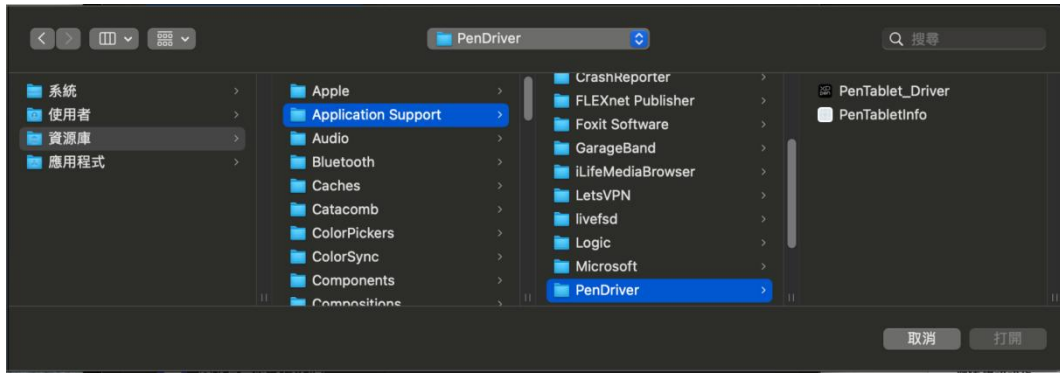 PenDriver
搜尋
系統
使用者
資源庫
應用程式
Apple
Application Support
Audio
Bluetooth
Caches
Catacomb
ColorPickers
ColorSync
Components
Compositions
CrashReporter
FLEXnet Publisher
Foxit Software
GarageBand
iLifeMediaBrowser
LetsVPN
livefsd
Logic
Microsoft
PenDriver
PenTablet_Driver
PenTabletInfo
取消
打開